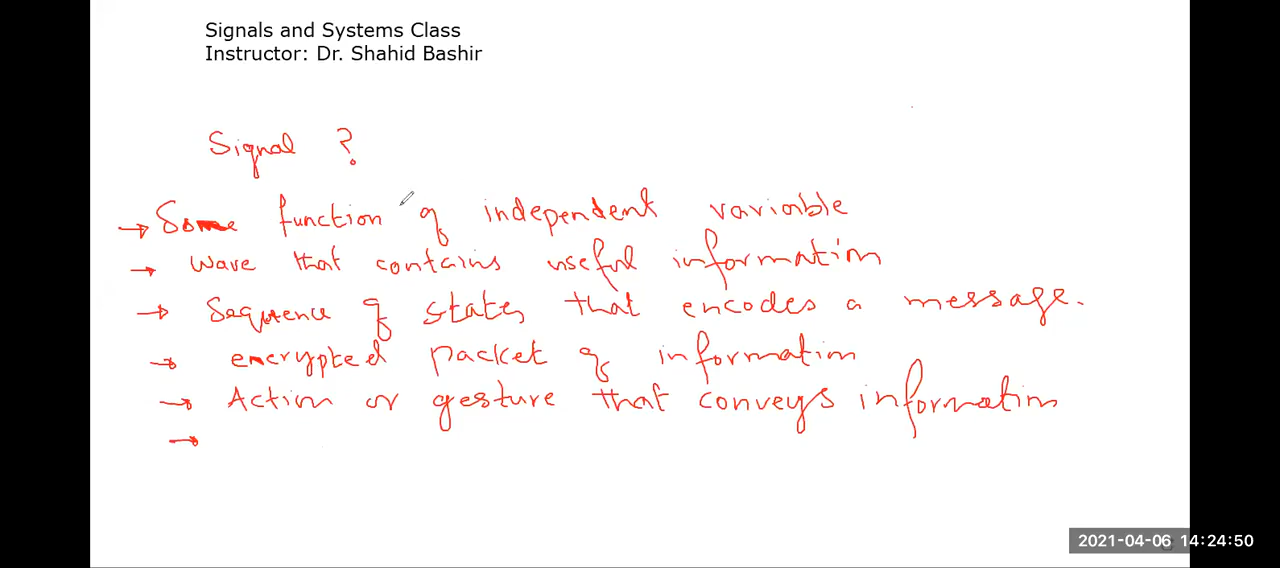 Signals and Systems Class
Instructor: Dr. Shahid Bashir
Signal ?
→ Some function of independent variable
→ wave that contains useful information
→ Sequence of states that encodes a message.
→ encrypted packet of information
→ Action or gesture that conveys information
→
2021-04-06 14:24:50